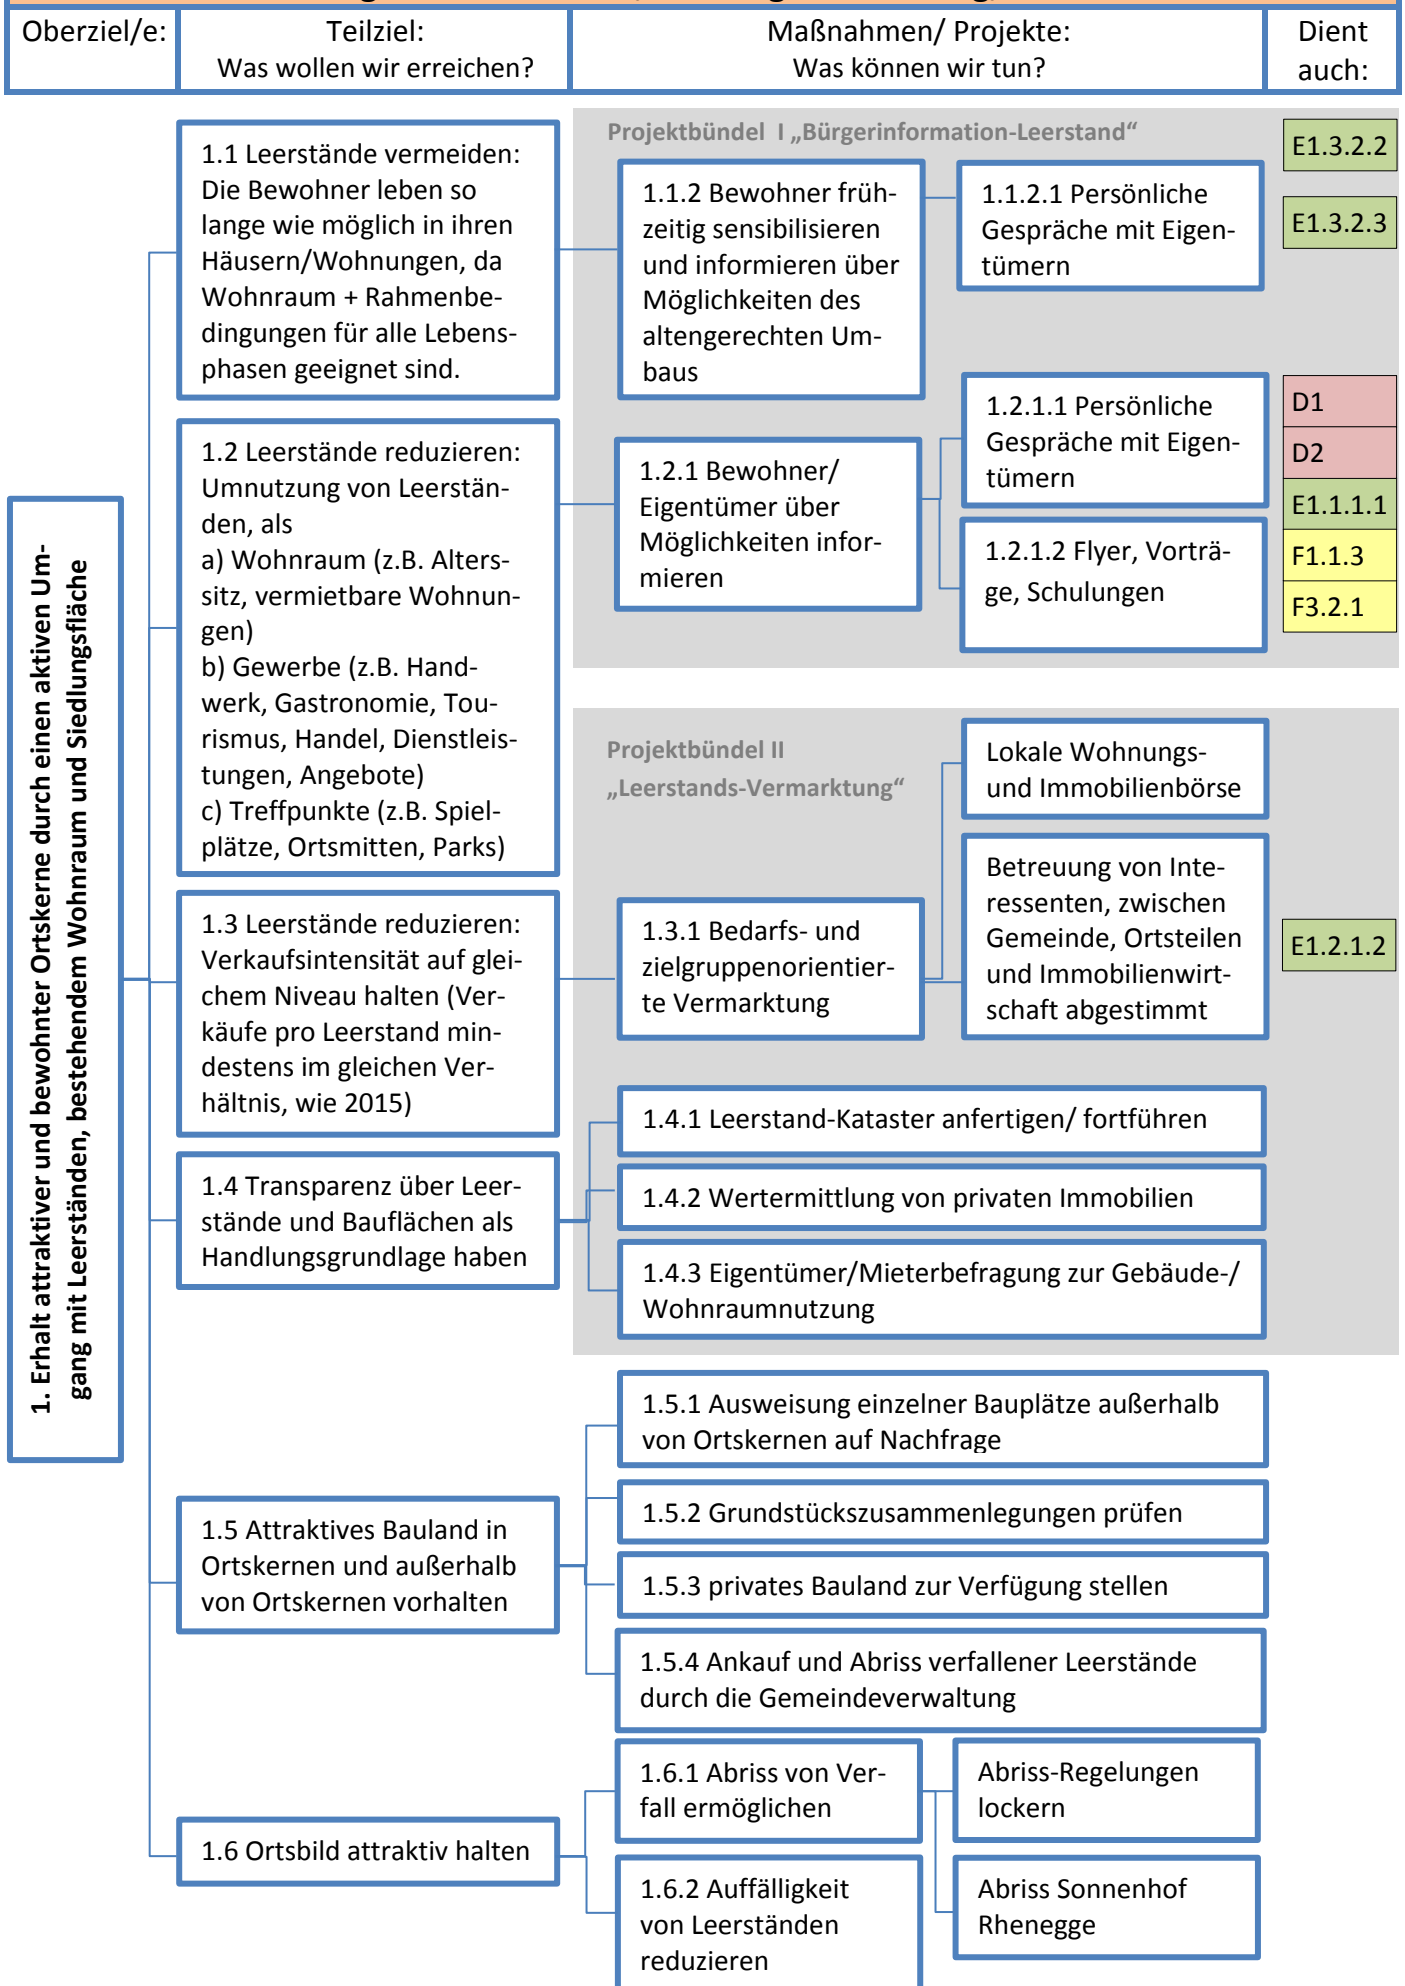 Oberziel/e:
Teilziel:
Was wollen wir erreichen?
Maßnahmen/ Projekte:
Was können wir tun?
Dient
auch:
1. Erhalt attraktiver und bewohnter Ortskerne durch einen aktiven Um-
gang mit Leerständen, bestehendem Wohnraum und Siedlungsfläche
1.1 Leerstände vermeiden:
Die Bewohner leben so
lange wie möglich in ihren
Häusern/Wohnungen, da
Wohnraum + Rahmenbe-
dingungen für alle Lebens-
phasen geeignet sind.
Projektbündel I „Bürgerinformation-Leerstand“
1.1.2 Bewohner früh-
zeitig sensibilisieren
und informieren über
Möglichkeiten des
altengerechten Um-
baus
1.1.2.1 Persönliche
Gespräche mit Eigen-
tümern
E1.3.2.2
E1.3.2.3
1.2 Leerstände reduzieren:
Umnutzung von Leerstän-
den, als
a) Wohnraum (z.B. Alters-
sitz, vermietbare Wohnun-
gen)
b) Gewerbe (z.B. Hand-
werk, Gastronomie, Tou-
rismus, Handel, Dienstleis-
tungen, Angebote)
c) Treffpunkte (z.B. Spiel-
plätze, Ortsmitten, Parks)
1.2.1 Bewohner/
Eigentümer über
Möglichkeiten infor-
mieren
1.2.1.1 Persönliche
Gespräche mit Eigen-
tümern
1.2.1.2 Flyer, Vorträ-
ge, Schulungen
D1
D2
E1.1.1.1
F1.1.3
F3.2.1
Projektbündel II
„Leerstands-Vermarktung“
1.3 Leerstände reduzieren:
Verkaufsintensität auf glei-
chem Niveau halten (Ver-
käufe pro Leerstand min-
destens im gleichen Ver-
hältnis, wie 2015)
1.3.1 Bedarfs- und
zielgruppenorientier-
te Vermarktung
Lokale Wohnungs-
und Immobilienbörse
Betreuung von Inte-
ressenten, zwischen
Gemeinde, Ortsteilen
und Immobilienwirt-
schaft abgestimmt
E1.2.1.2
1.4 Transparenz über Leer-
stände und Bauflächen als
Handlungsgrundlage haben
1.4.1 Leerstand-Kataster anfertigen/ fortführen
1.4.2 Wertermittlung von privaten Immobilien
1.4.3 Eigentümer/Mieterbefragung zur Gebäude-/
Wohnraumnutzung
1.5 Attraktives Bauland in
Ortskernen und außerhalb
von Ortskernen vorhalten
1.5.1 Ausweisung einzelner Bauplätze außerhalb
von Ortskernen auf Nachfrage
1.5.2 Grundstückszusammenlegungen prüfen
1.5.3 privates Bauland zur Verfügung stellen
1.5.4 Ankauf und Abriss verfallener Leerstände
durch die Gemeindeverwaltung
1.6 Ortsbild attraktiv halten
1.6.1 Abriss von Ver-
fall ermöglichen
Abriss-Regelungen
lockern
1.6.2 Auffälligkeit
von Leerständen
reduzieren
Abriss Sonnenhof
Rhenegge